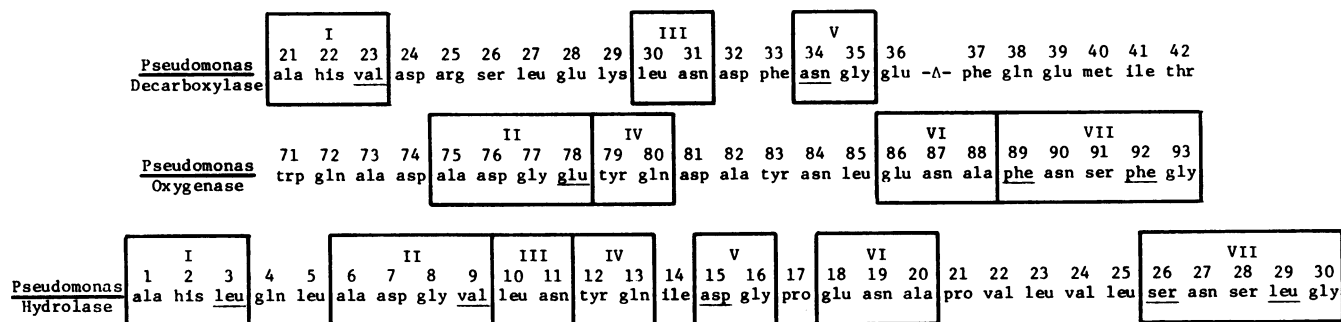 I III V
21 22 23 24 25 26 27 28 29 30 31 32 33 34 35 36 37 38 39 40 41 42
Pseudomonas ala his val asp arg ser leu glu lys leu asn asp phe asn gly glu -Λ- phe gln glu met ile thr
Decarboxylase
II IV VI VII
71 72 73 74 75 76 77 78 79 80 81 82 83 84 85 86 87 88 89 90 91 92 93
Pseudomonas trp gln ala asp ala asp gly glu tyr gln asp ala tyr asn leu glu asn ala phe asn ser phe gly
Oxygenase
I II III IV V VI VII
1 2 3 4 5 6 7 8 9 10 11 12 13 14 15 16 17 18 19 20 21 22 23 24 25 26 27 28 29 30
Pseudomonas ala his leu gln leu ala asp gly val leu asn tyr gln ile asp gly pro glu asn ala pro val leu val leu ser asn ser leu gly
Hydrolase